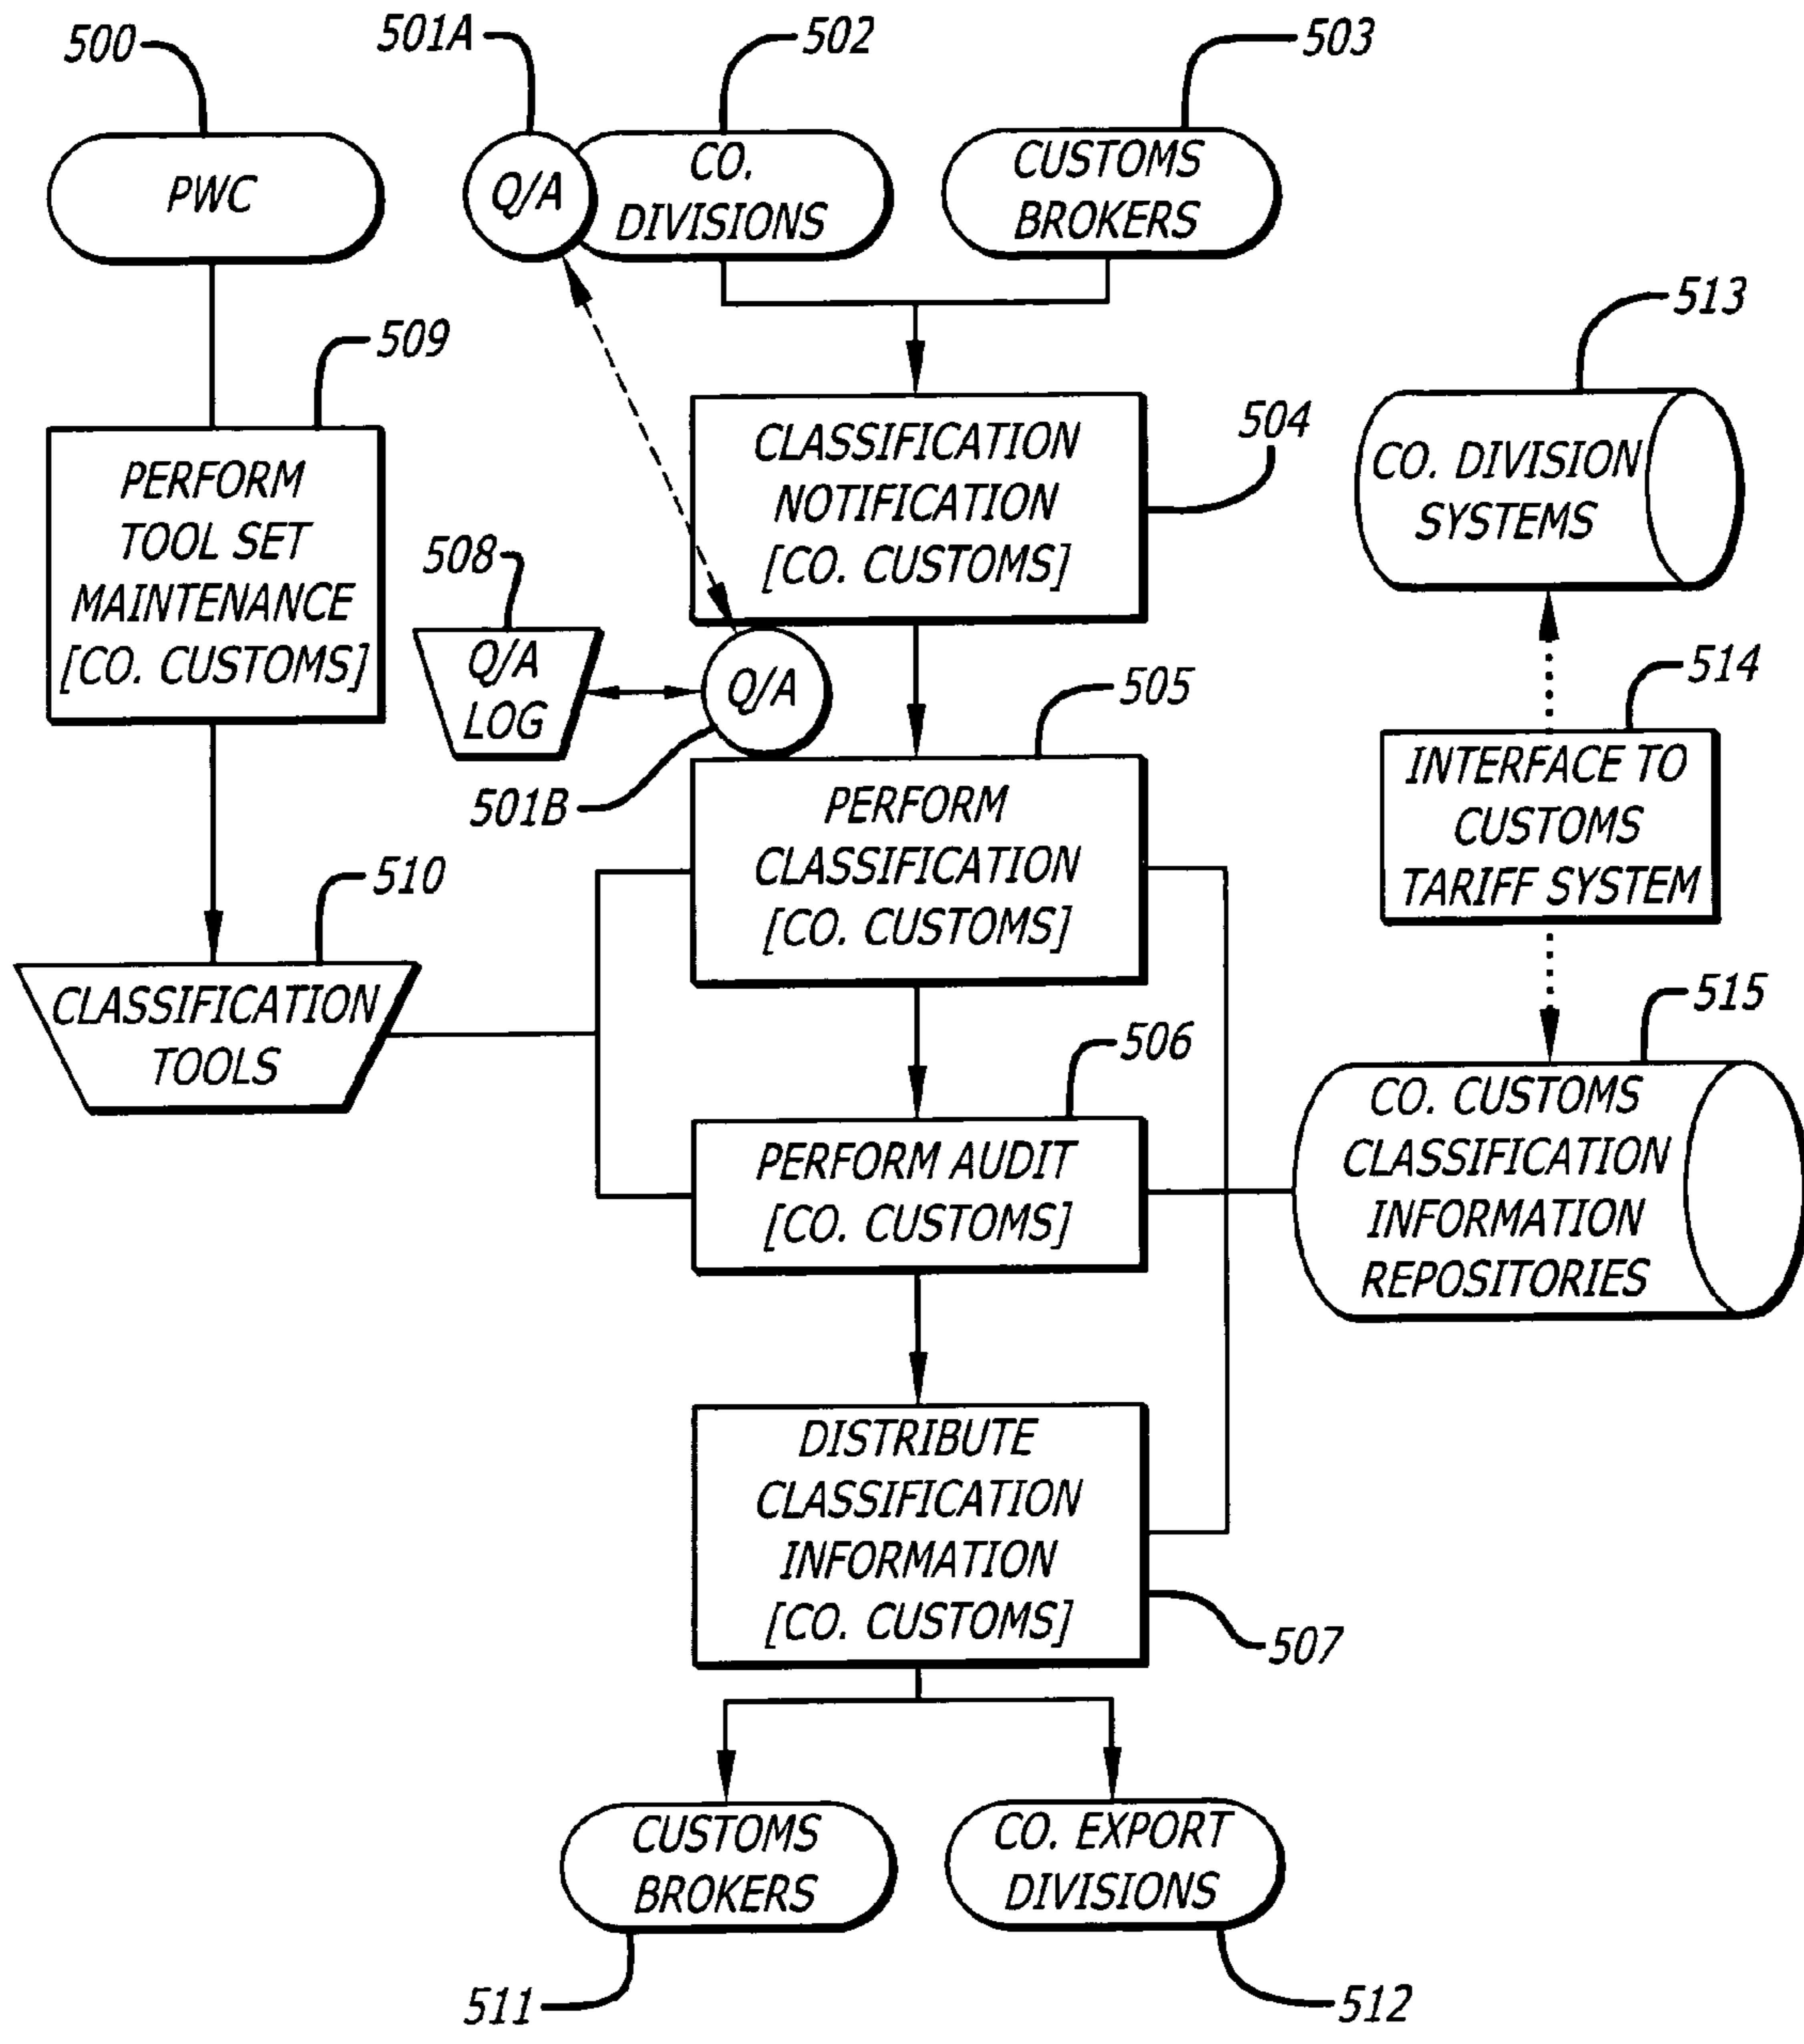 500
501A
502
503
PWC
Q/A
CO.
DIVISIONS
CUSTOMS
BROKERS
509
513
PERFORM
TOOL SET
MAINTENANCE
[CO. CUSTOMS]
CLASSIFICATION
NOTIFICATION
[CO. CUSTOMS]
504
CO. DIVISION
SYSTEMS
508
Q/A
LOG
Q/A
501B
505
514
PERFORM
CLASSIFICATION
[CO. CUSTOMS]
INTERFACE TO
CUSTOMS
TARIFF SYSTEM
510
CLASSIFICATION
TOOLS
506
515
PERFORM AUDIT
[CO. CUSTOMS]
CO. CUSTOMS
CLASSIFICATION
INFORMATION
REPOSITORIES
DISTRIBUTE
CLASSIFICATION
INFORMATION
[CO. CUSTOMS]
507
CUSTOMS
BROKERS
CO. EXPORT
DIVISIONS
511
512